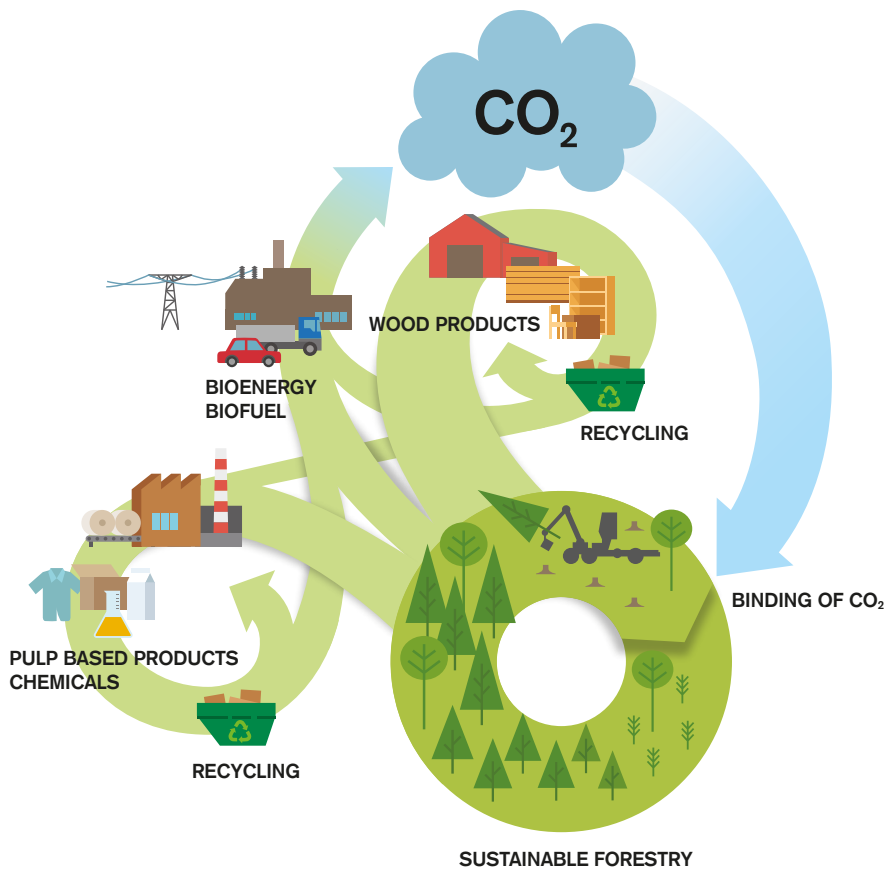 CO₂
WOOD PRODUCTS
BIOENERGY
BIOFUEL
RECYCLING
BINDING OF CO₂
PULP BASED PRODUCTS
CHEMICALS
RECYCLING
SUSTAINABLE FORESTRY